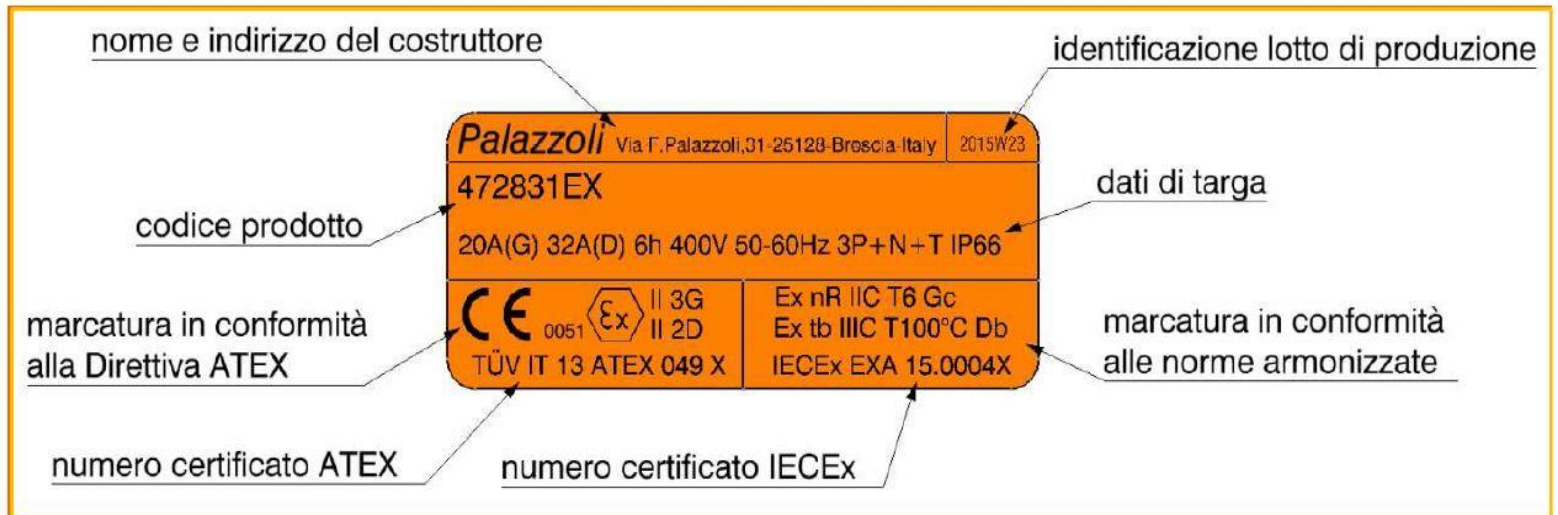 nome e indirizzo del costruttore
identificazione lotto di produzione
Palazzoli Via F.Palazzoli,31-25128-Brescia-Italy 2015W23
472831EX
dati di targa
codice prodotto
20A(G) 32A(D) 6h 400V 50-60Hz 3P+N+T IP66
marcatura in conformità
alla Direttiva ATEX
CE 0051 Ex II 3G
II 2D
TÜV IT 13 ATEX 049 X
Ex nR IIC T6 Gc
Ex tb IIIC T100°C Db
IECEx EXA 15.0004X
marcatura in conformità
alle norme armonizzate
numero certificato ATEX
numero certificato IECEx